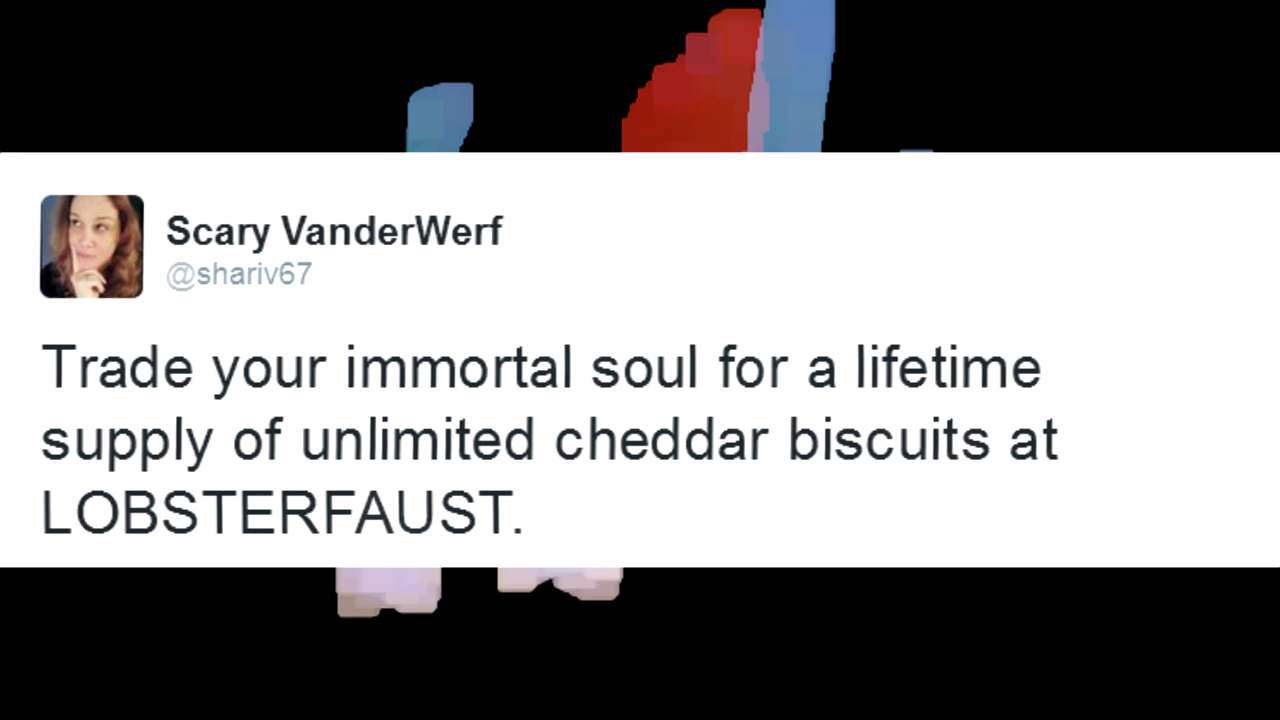 Scary VanderWerf
@shariv67
Trade your immortal soul for a lifetime
supply of unlimited cheddar biscuits at
LOBSTERFAUST.